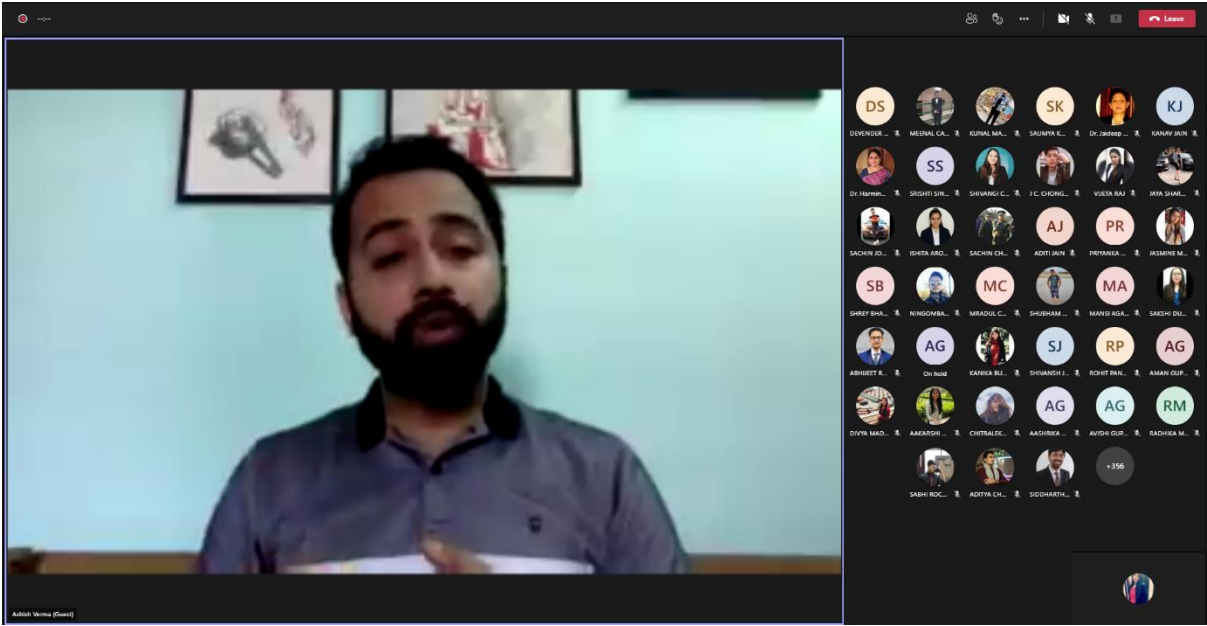 --:--
Leave
DS SK KJ
DEVENDER ... MEENAL CA... KUNAL MA... SAUMYA K... Dr. Jaideep ... KANAV JAIN
SS
Dr. Harmin... SRISHTI SIN... SHIVANGI C... J C. CHONG... VIJETA RAJ JAYA SHAR...
AJ PR
SACHIN JO... ISHITA ARO... SACHIN CH... ADITI JAIN PRIYANKA ... JASMINE M...
SB MC MA
SHREY BHA... NINGOMBA... MRADUL C... SHUBHAM ... MANSI AGA... SAKSHI DU...
AG SJ RP AG
ABHIJEET R... On hold KANIKA BU... SHIVANSH J... ROHIT PAN... AMAN GUP...
AG AG RM
DIVYA MAD... AAKARSHI ... CHITRALEK... AASHRIKA ... AVISHI GUP... RADHIKA M...
+356
SABHI ROC... ADITYA CH... SIDDHARTH...
Ashish Verma (Guest)